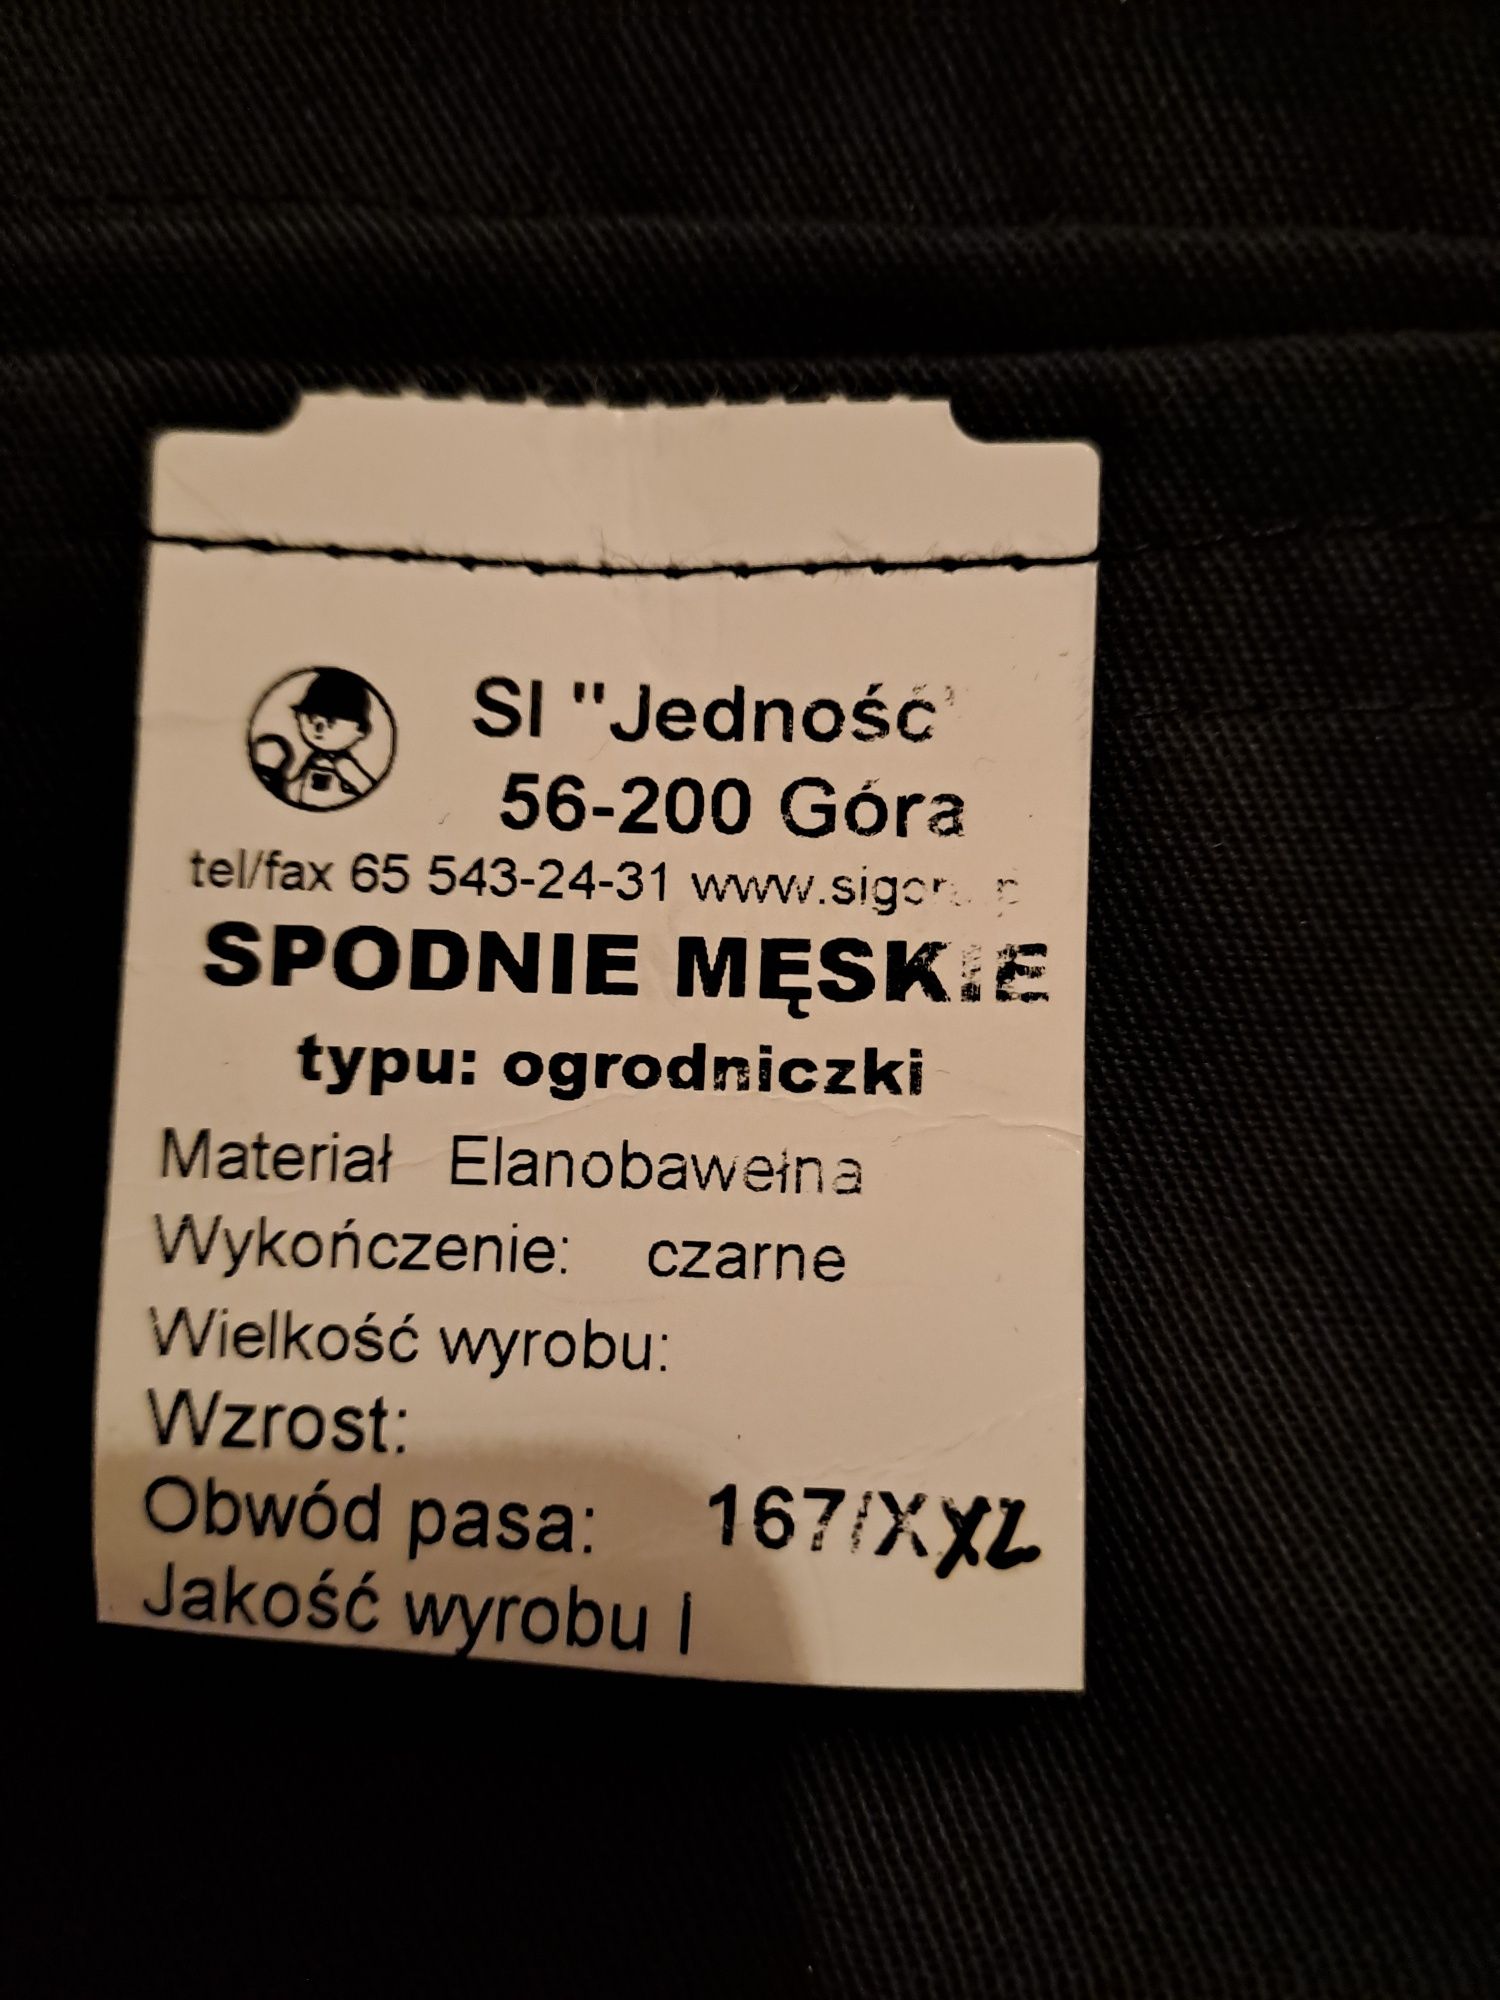 SI "Jedność"
56-200 Góra
tel/fax 65 543-24-31
SPODNIE MĘSKIE
typu: ogrodniczki
Materiał Elanobawełna
Wykończenie: czarne
Wielkość wyrobu:
Wzrost:
Obwód pasa: 167/XXL
Jakość wyrobu I